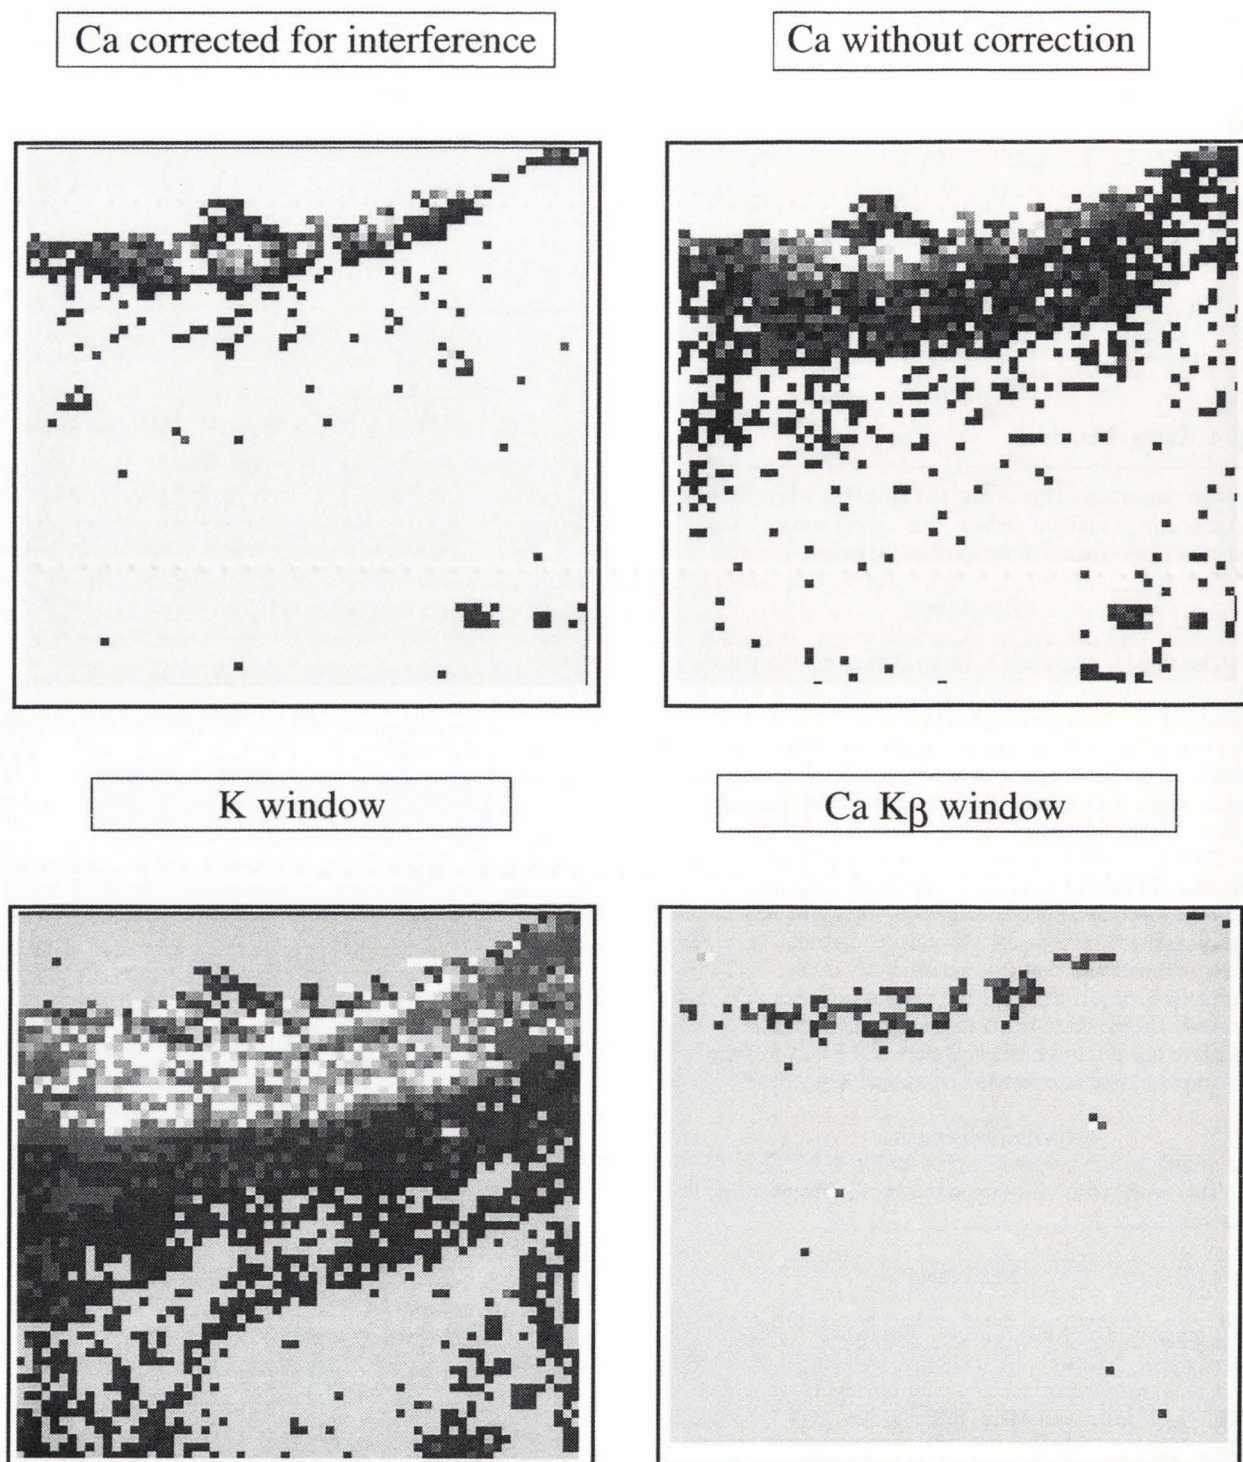 Ca corrected for interference
Ca without correction
K window
Ca Kβ window